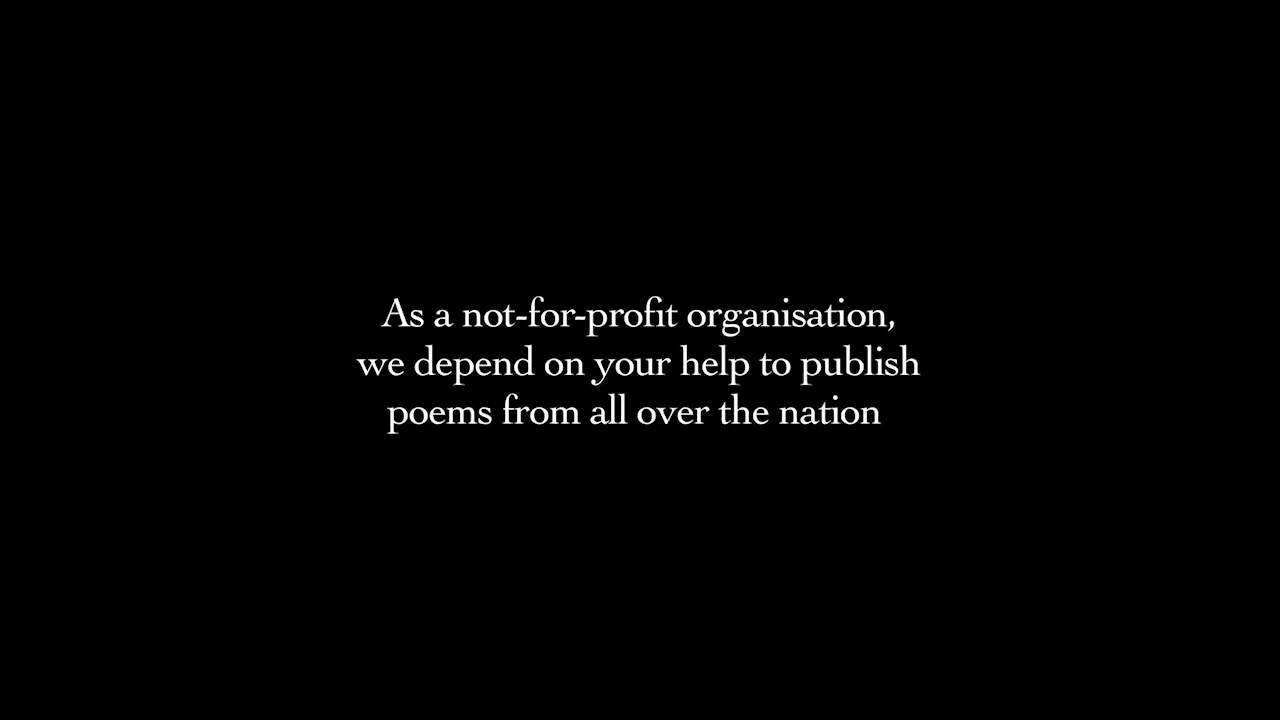 As a not-for-profit organisation,
we depend on your help to publish
poems from all over the nation